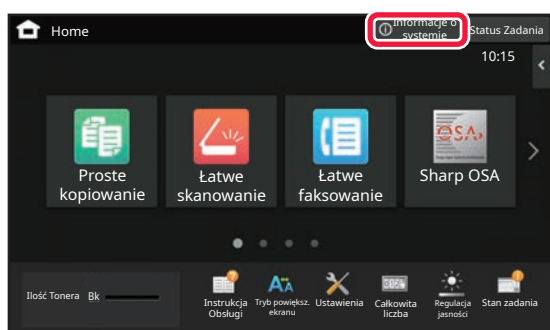 Home
Informacje o
systemie
Status Zadania
10:15
Proste
kopiowanie
Łatwe
skanowanie
Łatwe
faksowanie
OSA
Sharp OSA
Ilość Tonera Bk
Instrukcja
Obsługi
Tryb powiększ.
ekranu
Ustawienia
Całkowita
liczba
Regulacja
jasności
Stan zadania